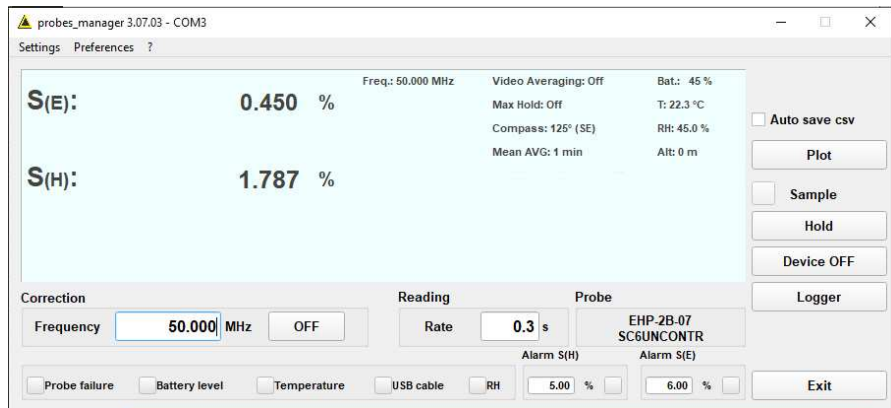 probes_manager 3.07.03 - COM3
Settings Preferences ?
S(E): 0.450 %
S(H): 1.787 %
Freq.: 50.000 MHz
Video Averaging: Off
Max Hold: Off
Compass: 125° (SE)
Mean AVG: 1 min
Bat.: 45 %
T: 22.3 °C
RH: 45.0 %
Alt: 0 m
Auto save csv
Plot
Sample
Hold
Device OFF
Logger
Correction
Frequency 50.000 MHz OFF
Reading
Rate 0.3 s
Probe
EHP-2B-07
SC6UNCONTR
Probe failure Battery level Temperature USB cable RH
Alarm S(H)
5.00 %
Alarm S(E)
6.00 %
Exit